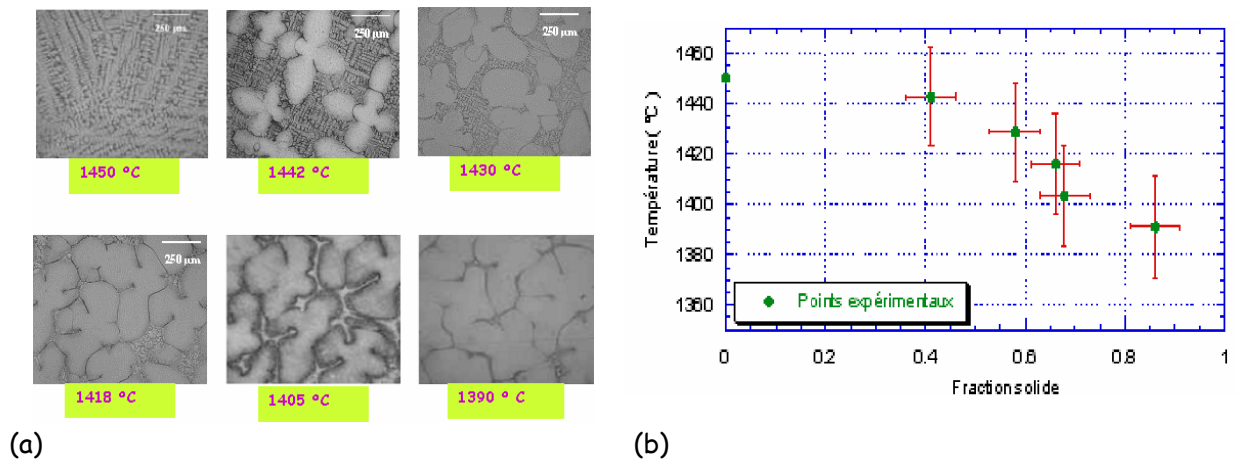 250 µm
250 µm
250 µm
1450 °C
1442 °C
1430 °C
250 µm
1418 °C
1405 °C
1390 ° C
(a)
Température ( °C )
1460
1440
1420
1400
1380
1360
Points expérimentaux
0
0.2
0.4
0.6
0.8
1
Fraction solide
(b)